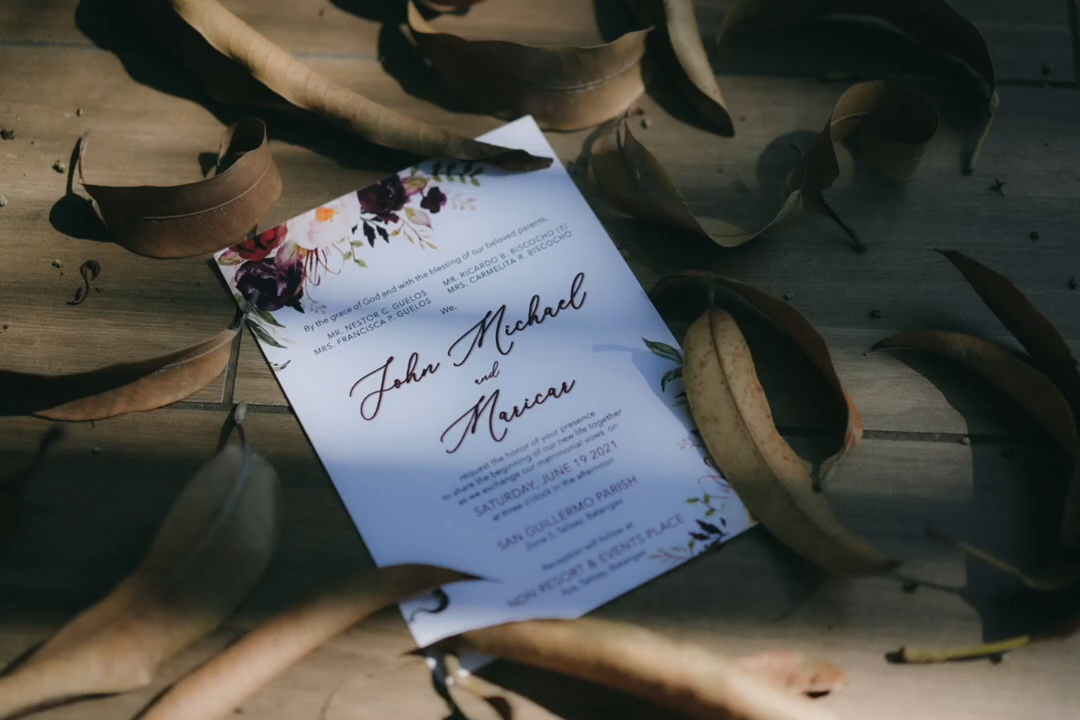 By the grace of God and with the blessing of our beloved parents,
MR. NESTOR C. GUELOS
MRS. FRANCISCA P. GUELOS
MR. RICARDO B. BISCOCHO (†)
MRS. CARMELITA R. BISCOCHO
We,
John Michael
and
Maricar
request the honor of your presence
to share the beginning of our new life together
as we exchange our matrimonial vows on
SATURDAY, JUNE 19 2021
at three o'clock in the afternoon
SAN GUILLERMO PARISH
Zone 3, Talisay, Batangas
Reception will follow at
NDN RESORT & EVENTS PLACE
Talisay, Batangas